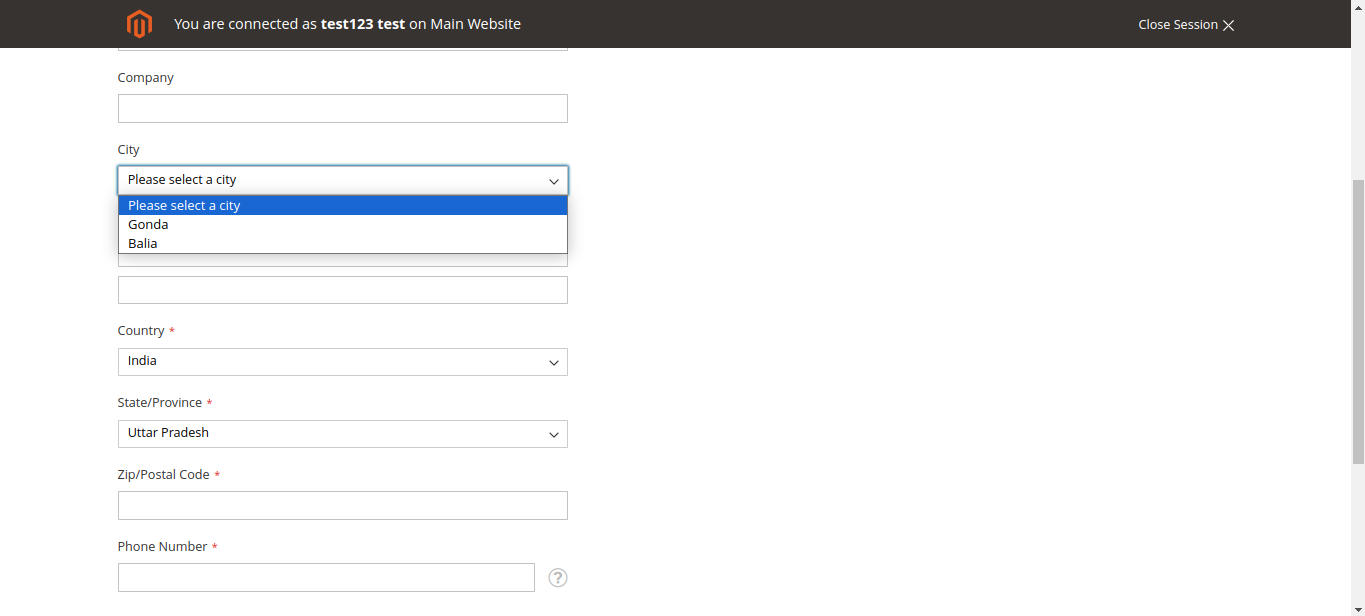 You are connected as test123 test on Main Website
Close Session
Company
City
Please select a city
Please select a city
Gonda
Balia
Country *
India
State/Province *
Uttar Pradesh
Zip/Postal Code *
Phone Number *
?